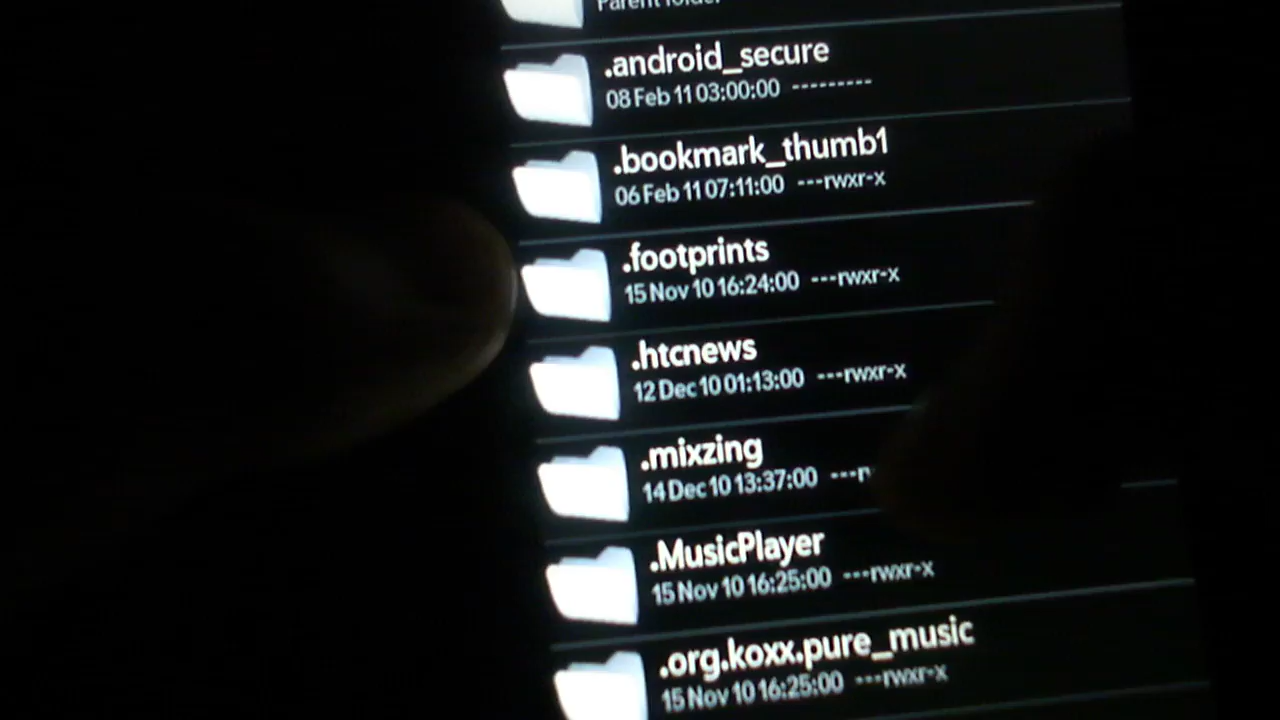 Parent folder
.android_secure
08 Feb 11 03:00:00 ---------
.bookmark_thumb1
06 Feb 11 07:11:00 ---rwxr-x
.footprints
15 Nov 10 16:24:00 ---rwxr-x
.htcnews
12 Dec 10 01:13:00 ---rwxr-x
.mixzing
14 Dec 10 13:37:00 ---r
.MusicPlayer
15 Nov 10 16:25:00 ---rwxr-x
.org.koxx.pure_music
15 Nov 10 16:25:00 ---rwxr-x